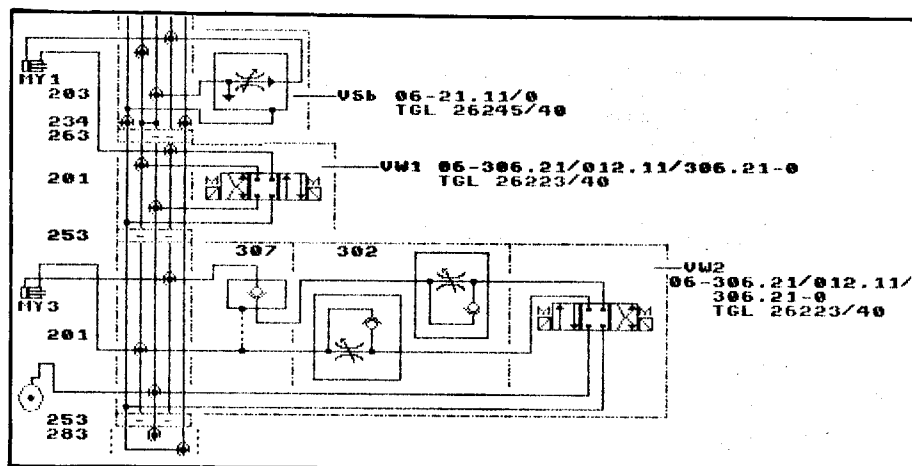 MY1
203
VSb 06-21.11/0
TGL 26245/40
234
263
VW1 06-306.21/012.11/306.21-0
TGL 26223/40
201
253
307
302
VW2
06-306.21/012.11/
306.21-0
TGL 26223/40
MY3
201
253
283